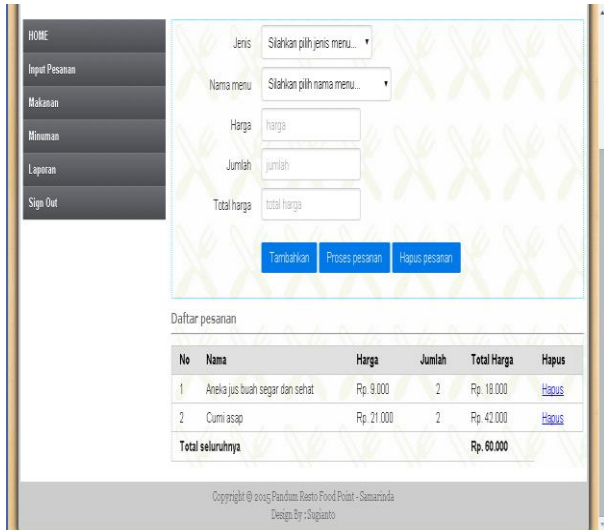 HOME
Input Pesanan
Makanan
Minuman
Laporan
Sign Out
Jenis Silahkan pilih jenis menu...
Nama menu Silahkan pilih nama menu...
Harga harga
Jumlah jumlah
Total harga total harga
Tambahkan Proses pesanan Hapus pesanan
Daftar pesanan
No Nama Harga Jumlah Total Harga Hapus
1 Aneka jus buah segar dan sehat Rp. 9.000 2 Rp. 18.000 Hapus
2 Cumi asap Rp. 21.000 2 Rp. 42.000 Hapus
Total seluruhnya Rp. 60.000
Copyright @ 2015 Pandum Resto Food Point - Samarinda
Design By : Sugianto